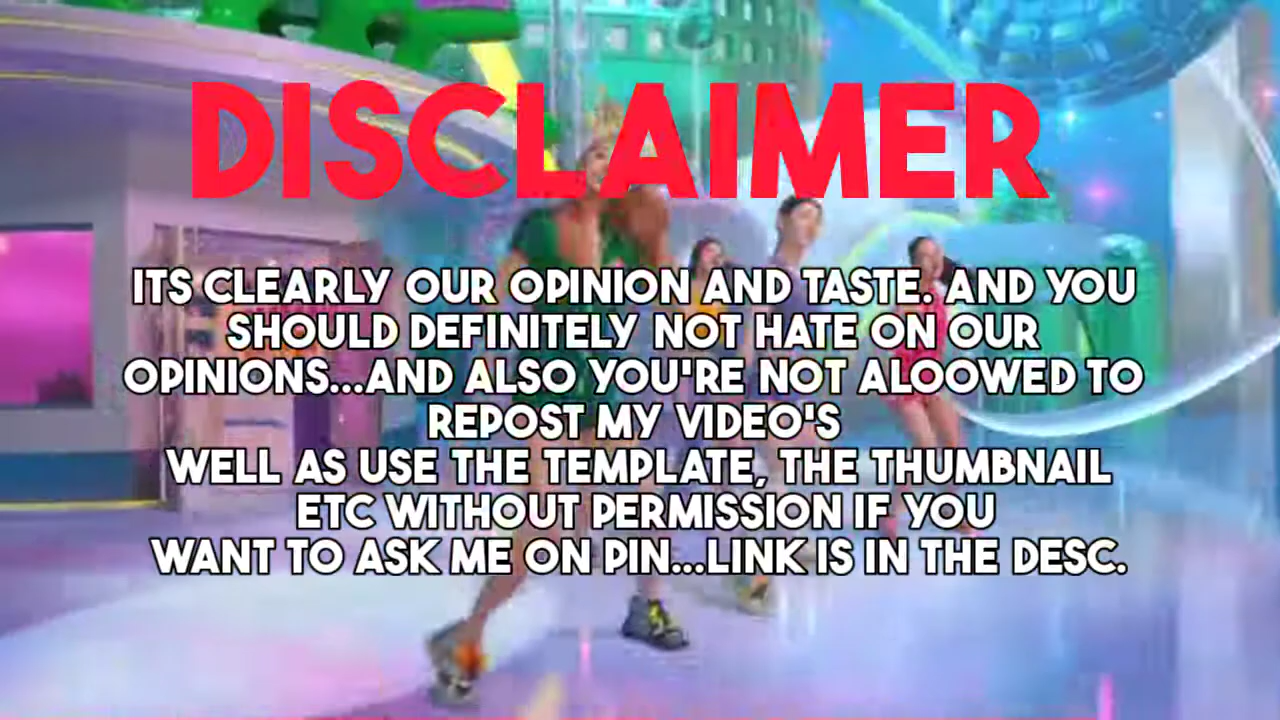 DISCLAIMER
ITS CLEARLY OUR OPINION AND TASTE. AND YOU
SHOULD DEFINITELY NOT HATE ON OUR
OPINIONS...AND ALSO YOU'RE NOT ALOOWED TO
REPOST MY VIDEO'S
WELL AS USE THE TEMPLATE, THE THUMBNAIL
ETC WITHOUT PERMISSION IF YOU
WANT TO ASK ME ON PIN...LINK IS IN THE DESC.